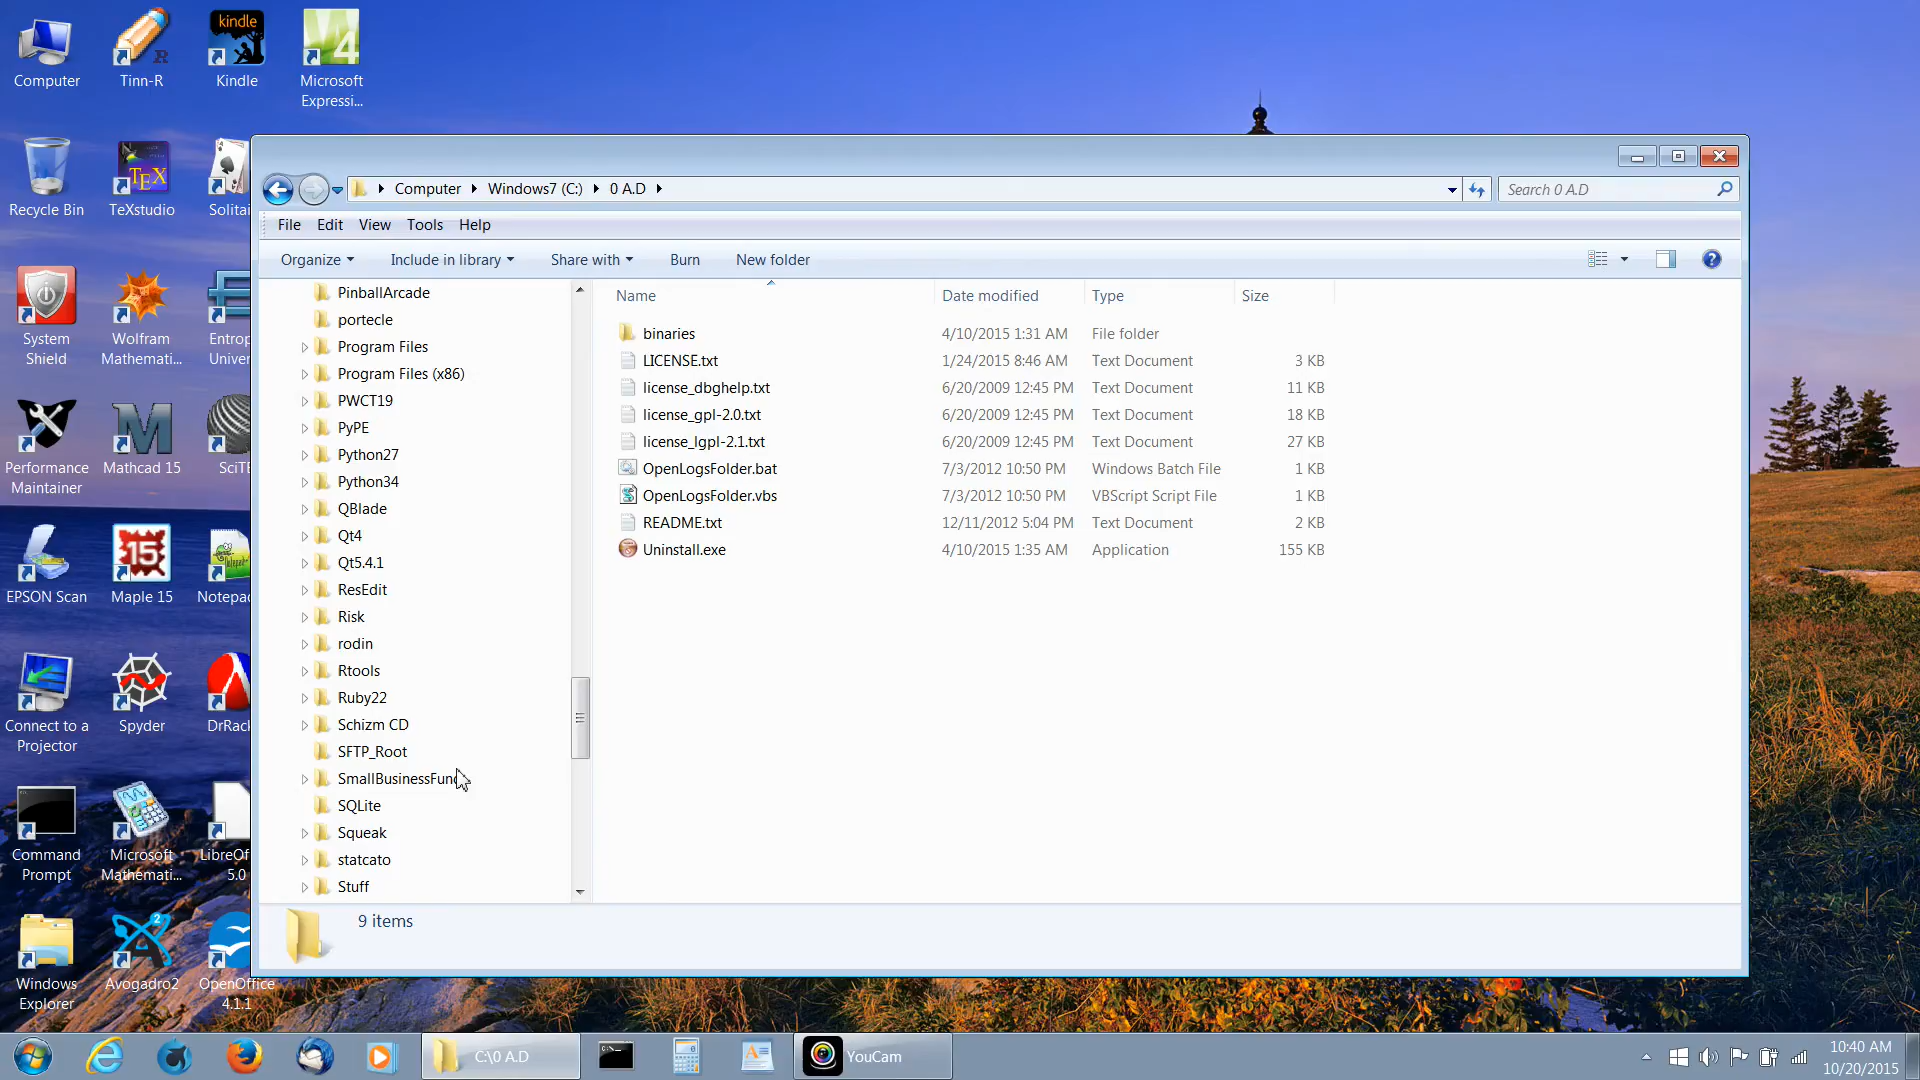 Computer
Tinn-R
Kindle
Microsoft
Expressi...
Recycle Bin
TeXstudio
System
Shield
Wolfram
Mathemati...
Performance
Maintainer
Mathcad 15
EPSON Scan
Maple 15
Connect to a
Projector
Spyder
Command
Prompt
Microsoft
Mathemati...
5.0
Windows
Explorer
Avogadro2
OpenOffice
4.1.1
kindle
4
TEX
15
2
Computer
Windows7 (C:)
0 A.D
Search 0 A.D
File
Edit
View
Tools
Help
Organize
Include in library
Share with
Burn
New folder
PinballArcade
portecle
Program Files
Program Files (x86)
PWCT19
PyPE
Python27
Python34
QBlade
Qt4
Qt5.4.1
ResEdit
Risk
rodin
Rtools
Ruby22
Schizm CD
SFTP_Root
SQLite
Squeak
statcato
Stuff
Name Date modified Type Size
binaries 4/10/2015 1:31 AM File folder
LICENSE.txt 1/24/2015 8:46 AM Text Document 3 KB
license_dbghelp.txt 6/20/2009 12:45 PM Text Document 11 KB
license_gpl-2.0.txt 6/20/2009 12:45 PM Text Document 18 KB
license_lgpl-2.1.txt 6/20/2009 12:45 PM Text Document 27 KB
OpenLogsFolder.bat 7/3/2012 10:50 PM Windows Batch File 1 KB
OpenLogsFolder.vbs 7/3/2012 10:50 PM VBScript Script File 1 KB
README.txt 12/11/2012 5:04 PM Text Document 2 KB
Uninstall.exe 4/10/2015 1:35 AM Application 155 KB
9 items
C:\0 A.D
YouCam
10:40 AM
10/20/2015